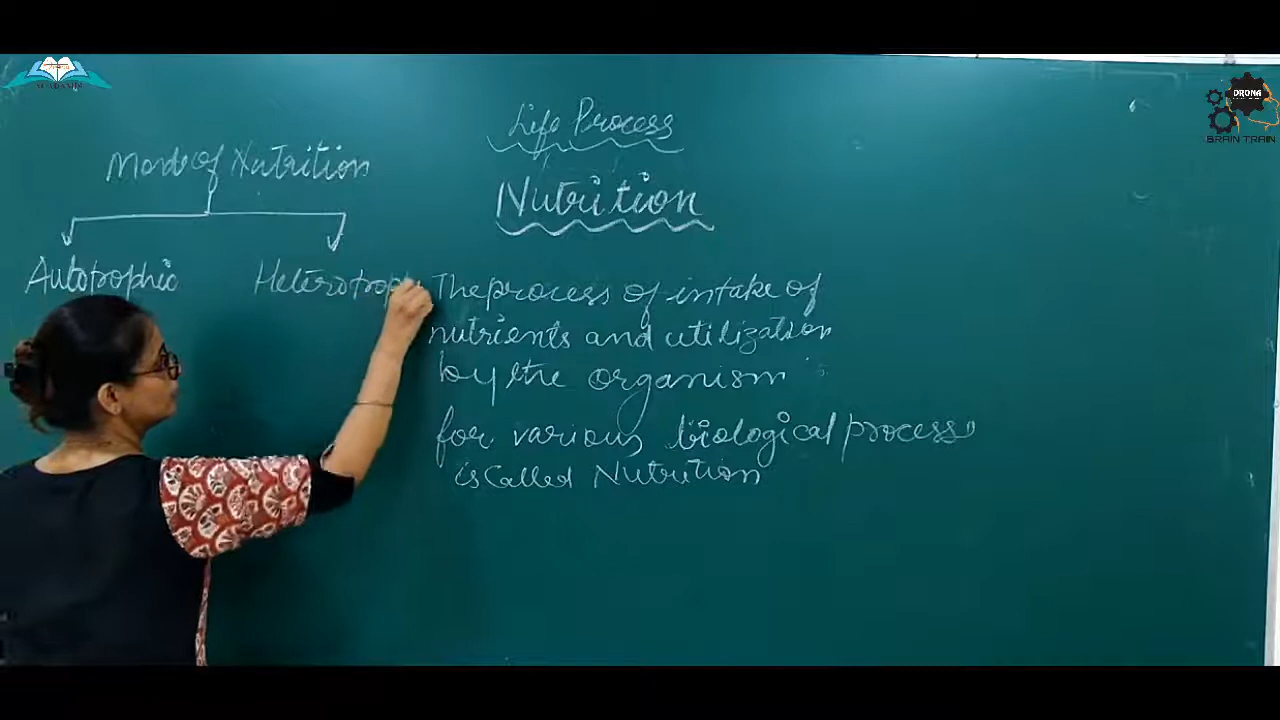 Life Process
Mode of Nutrition
Nutrition
Autotrophic
Heterotroph
The process of intake of
nutrients and utilization
by the organism
for various biological process
is Called Nutrition
DRONA
BRAIN TRAIN